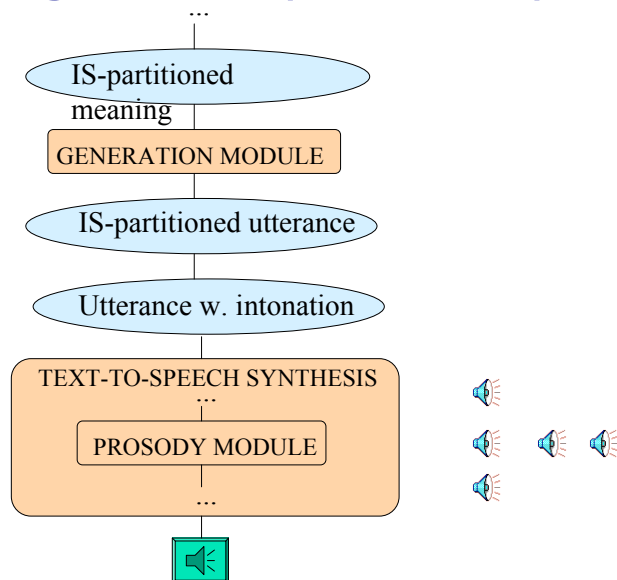 ...
IS-partitioned
meaning
GENERATION MODULE
IS-partitioned utterance
Utterance w. intonation
TEXT-TO-SPEECH SYNTHESIS
...
PROSODY MODULE
...